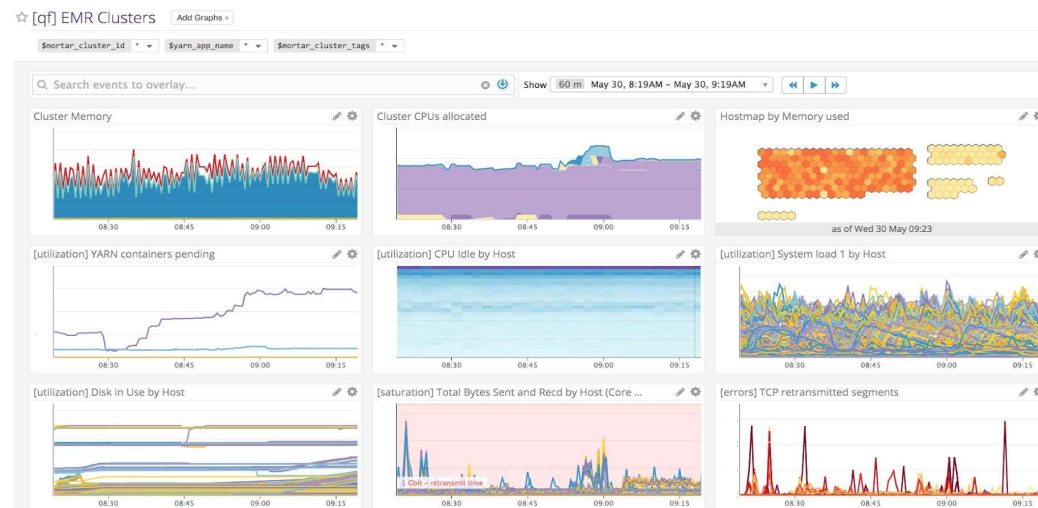 [qf] EMR Clusters Add Graphs +
$mortar_cluster_id * $yarn_app_name * $mortar_cluster_tags *
Search events to overlay... Show 60 m May 30, 8:19AM – May 30, 9:19AM
Cluster Memory
08:30 08:45 09:00 09:15
Cluster CPUs allocated
08:30 08:45 09:00 09:15
Hostmap by Memory used
as of Wed 30 May 09:23
[utilization] YARN containers pending
08:30 08:45 09:00 09:15
[utilization] CPU Idle by Host
08:30 08:45 09:00 09:15
[utilization] System load 1 by Host
08:30 08:45 09:00 09:15
[utilization] Disk in Use by Host
08:30 08:45 09:00 09:15
[saturation] Total Bytes Sent and Recd by Host (Core ...
1 Gbit – retransmit time
08:30 08:45 09:00 09:15
[errors] TCP retransmitted segments
08:30 08:45 09:00 09:15